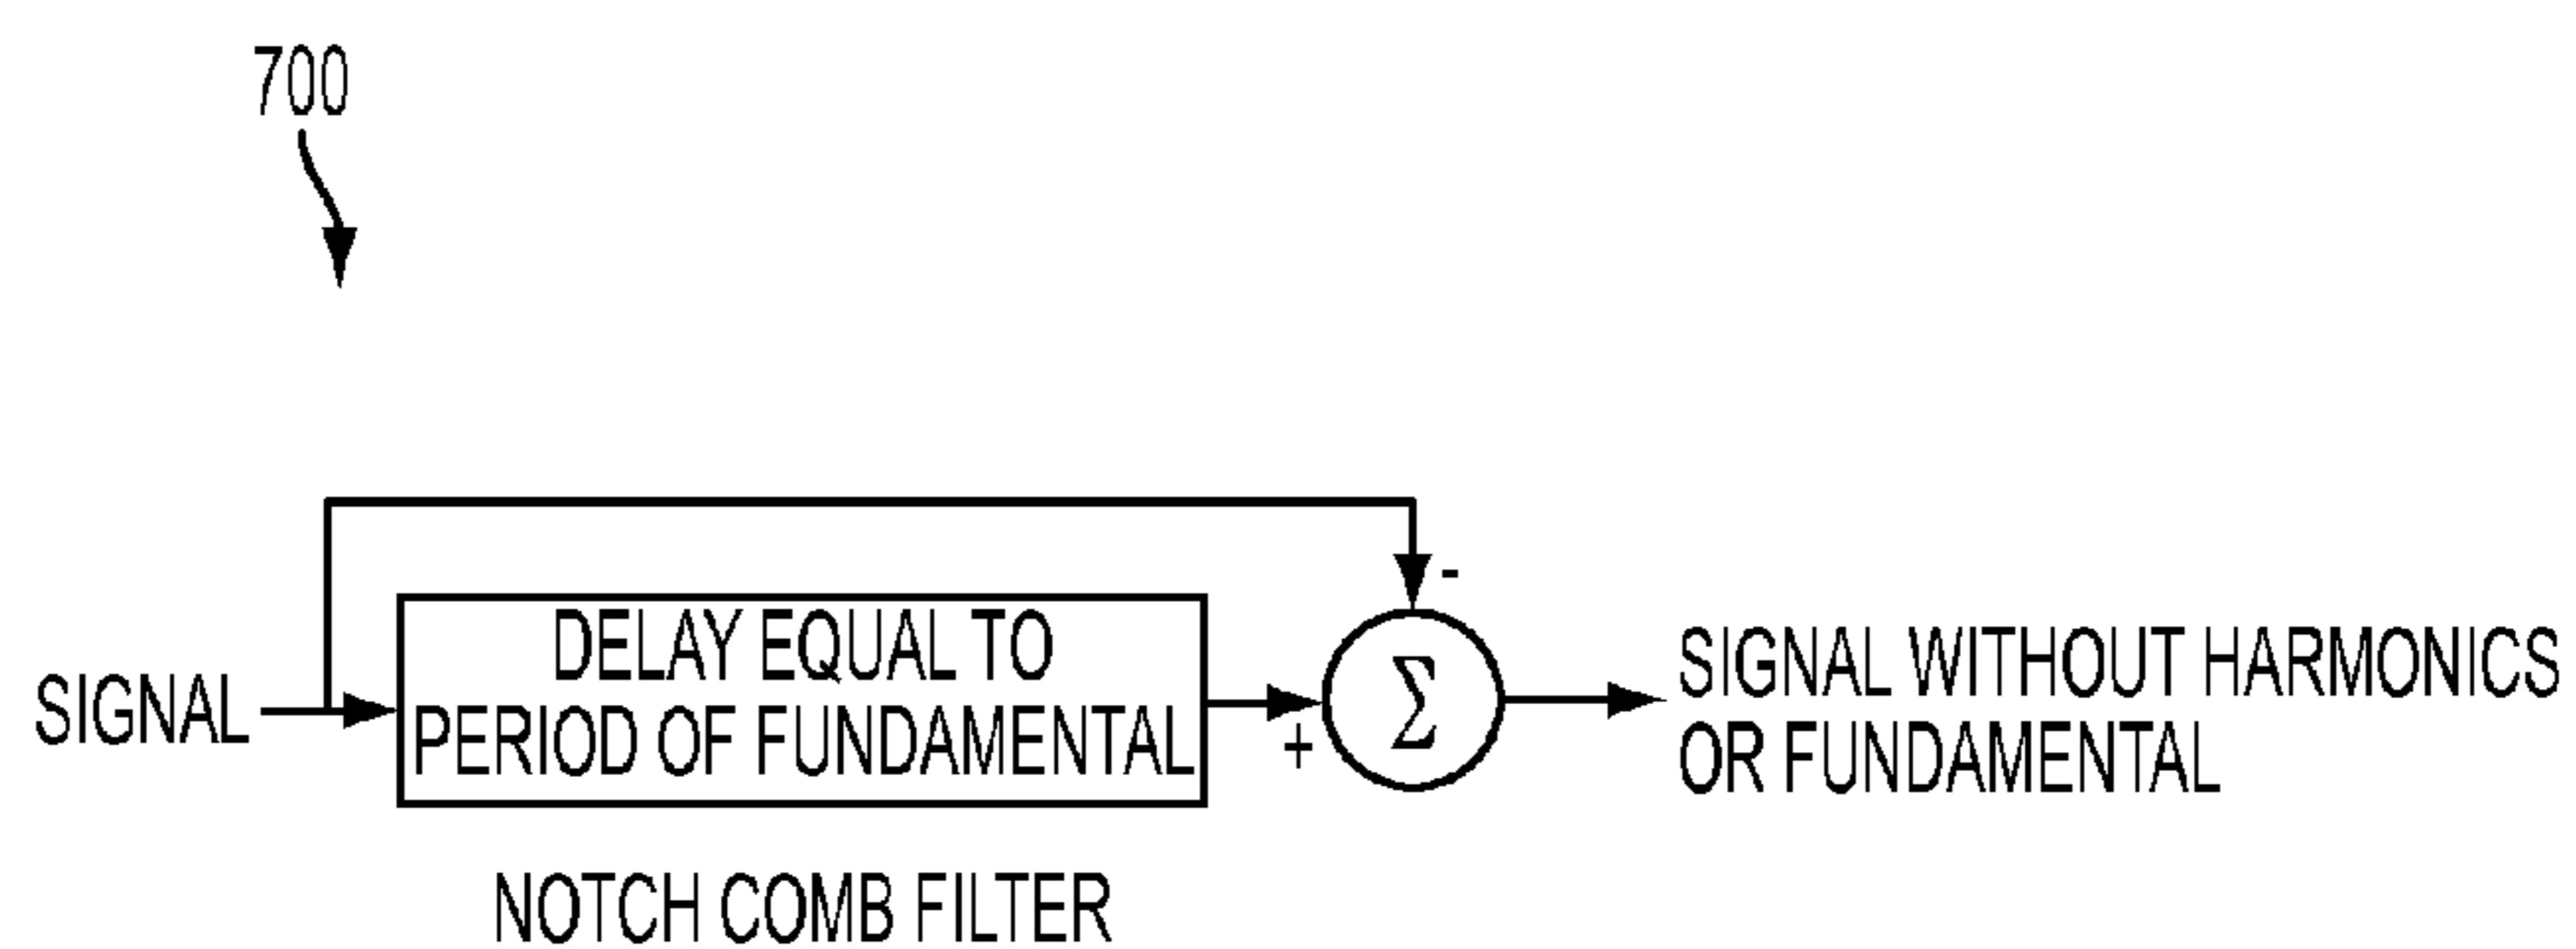 700
-
DELAY EQUAL TO
PERIOD OF FUNDAMENTAL
SIGNAL
+
Σ
SIGNAL WITHOUT HARMONICS
OR FUNDAMENTAL
NOTCH COMB FILTER